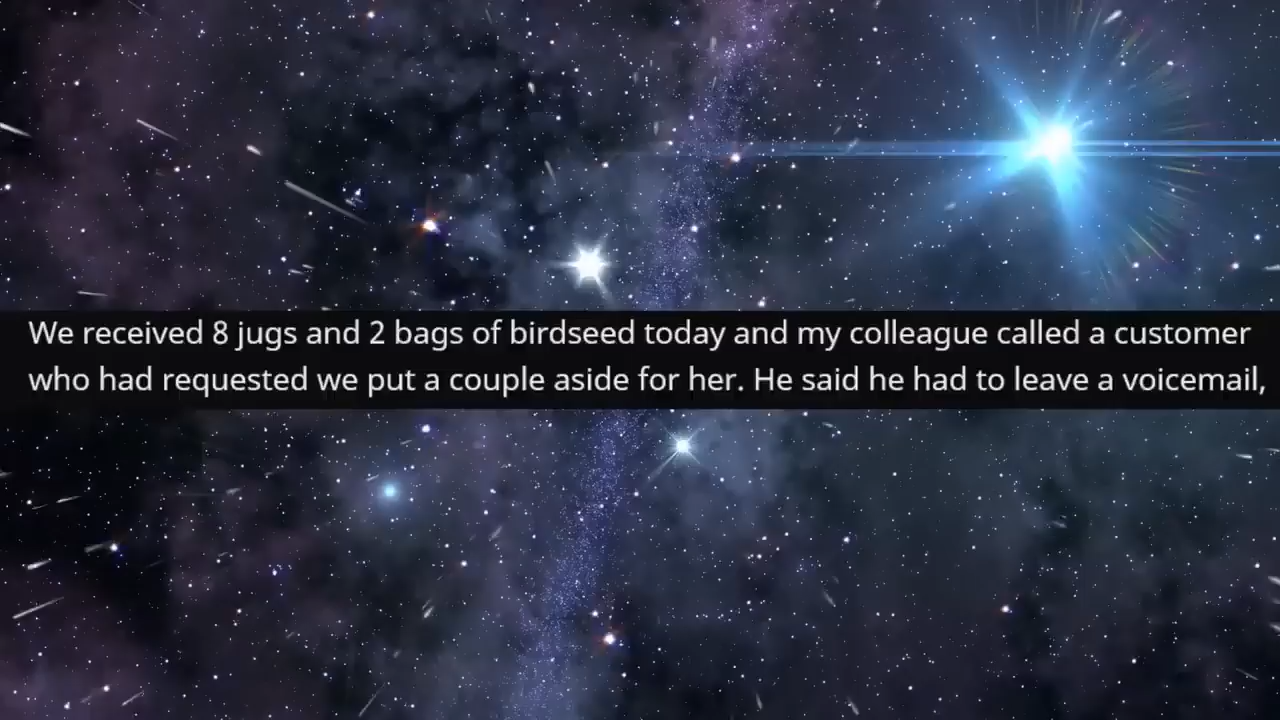 We received 8 jugs and 2 bags of birdseed today and my colleague called a customer
who had requested we put a couple aside for her. He said he had to leave a voicemail,